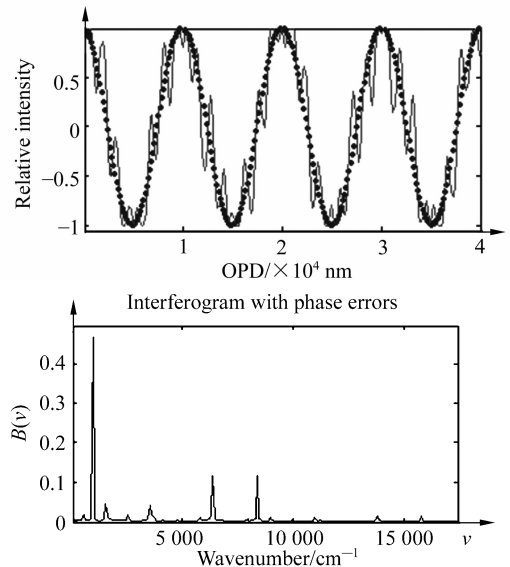 0.5
0
−0.5
−1
Relative intensity
1 2 3 4
OPD/×10⁴ nm
Interferogram with phase errors
0.4
0.3
0.2
0.1
0
B(v)
5 000 10 000 15 000 v
Wavenumber/cm⁻¹